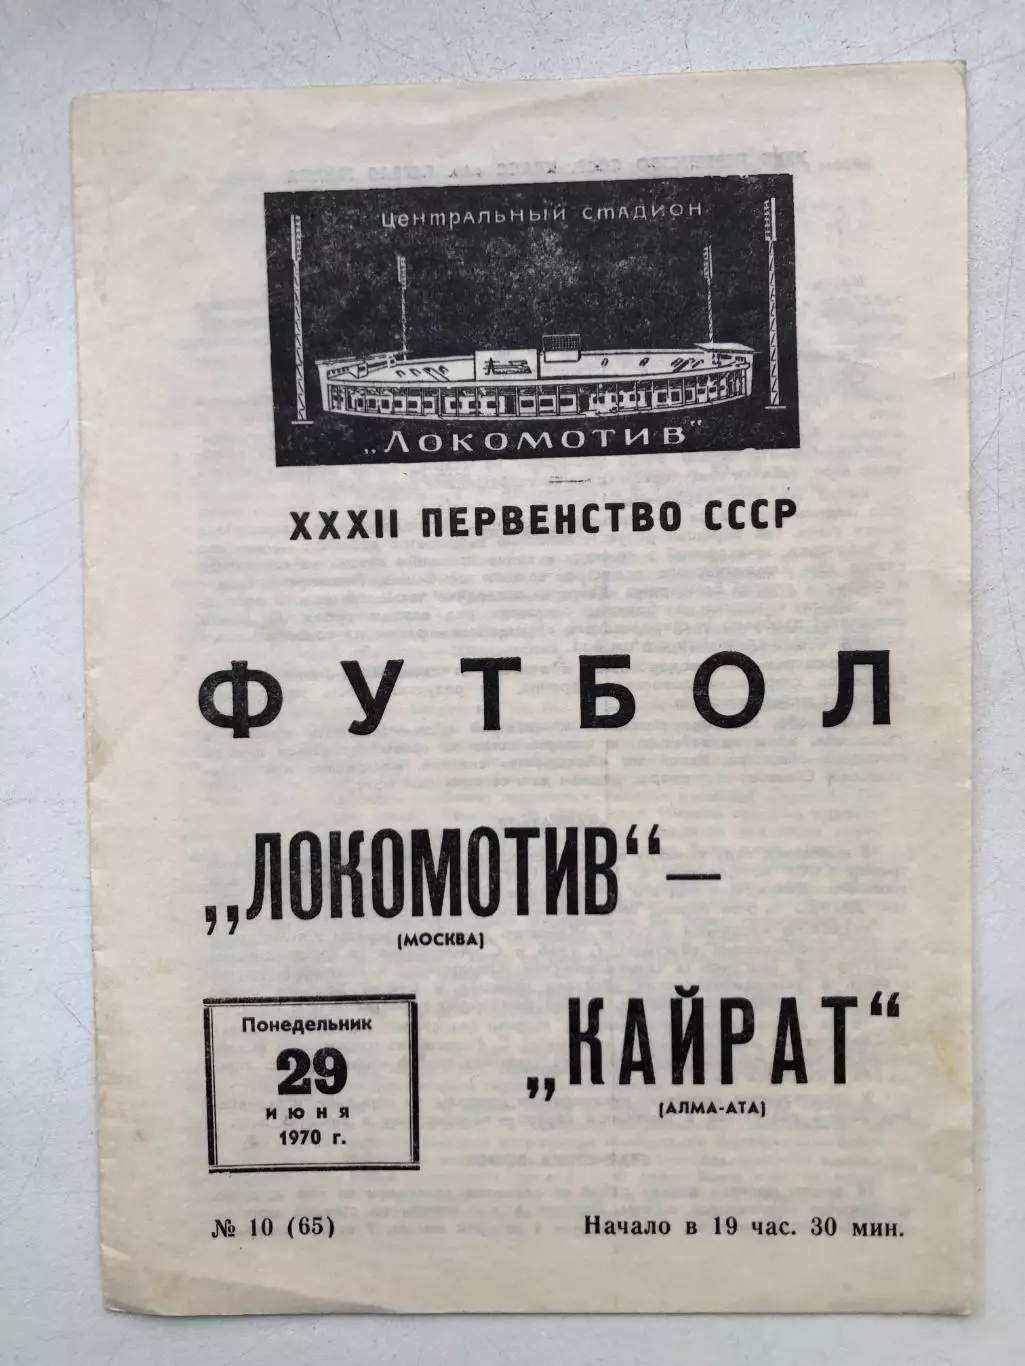 центральный стадион
„Локомотив"
XXXII ПЕРВЕНСТВО СССР
ФУТБОЛ
„ЛОКОМОТИВ“ —
(МОСКВА)
„КАЙРАТ“
(АЛМА-АТА)
Понедельник
29
июня
1970 г.
№ 10 (65)
Начало в 19 час. 30 мин.